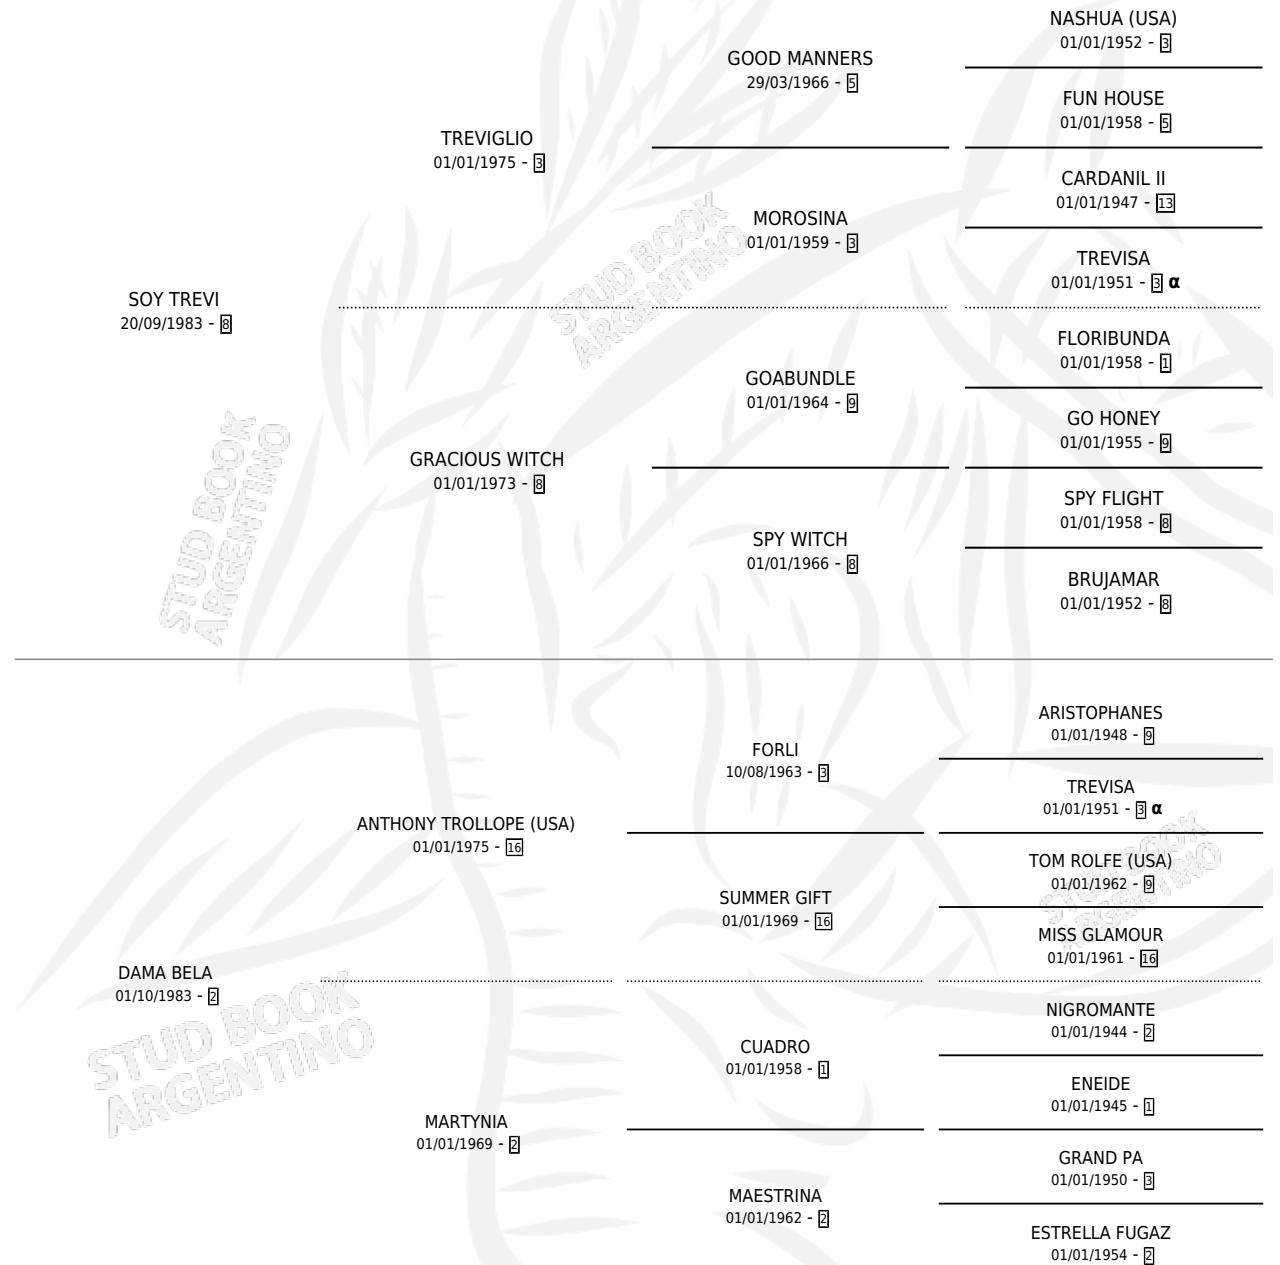 NASHUA (USA)
01/01/1952 - 3
GOOD MANNERS
29/03/1966 - 5
FUN HOUSE
01/01/1958 - 5
TREVIGLIO
01/01/1975 - 3
CARDANIL II
01/01/1947 - 13
MOROSINA
01/01/1959 - 3
TREVISA
01/01/1951 - 3 α
SOY TREVI
20/09/1983 - 8
FLORIBUNDA
01/01/1958 - 1
GOABUNDLE
01/01/1964 - 9
GO HONEY
01/01/1955 - 9
GRACIOUS WITCH
01/01/1973 - 8
SPY FLIGHT
01/01/1958 - 8
SPY WITCH
01/01/1966 - 8
BRUJAMAR
01/01/1952 - 8
ARISTOPHANES
01/01/1948 - 9
FORLI
10/08/1963 - 3
TREVISA
01/01/1951 - 3 α
ANTHONY TROLLOPE (USA)
01/01/1975 - 16
TOM ROLFE (USA)
01/01/1962 - 9
SUMMER GIFT
01/01/1969 - 16
MISS GLAMOUR
01/01/1961 - 16
DAMA BELA
01/10/1983 - 2
NIGROMANTE
01/01/1944 - 2
CUADRO
01/01/1958 - 1
ENEIDE
01/01/1945 - 1
MARTYNIA
01/01/1969 - 2
GRAND PA
01/01/1950 - 3
MAESTRINA
01/01/1962 - 2
ESTRELLA FUGAZ
01/01/1954 - 2
STUD BOOK
ARGENTINO
STUD BOOK
ARGENTINO
STUD BOOK
ARGENTINO
STUD BOOK
ARGENTINO